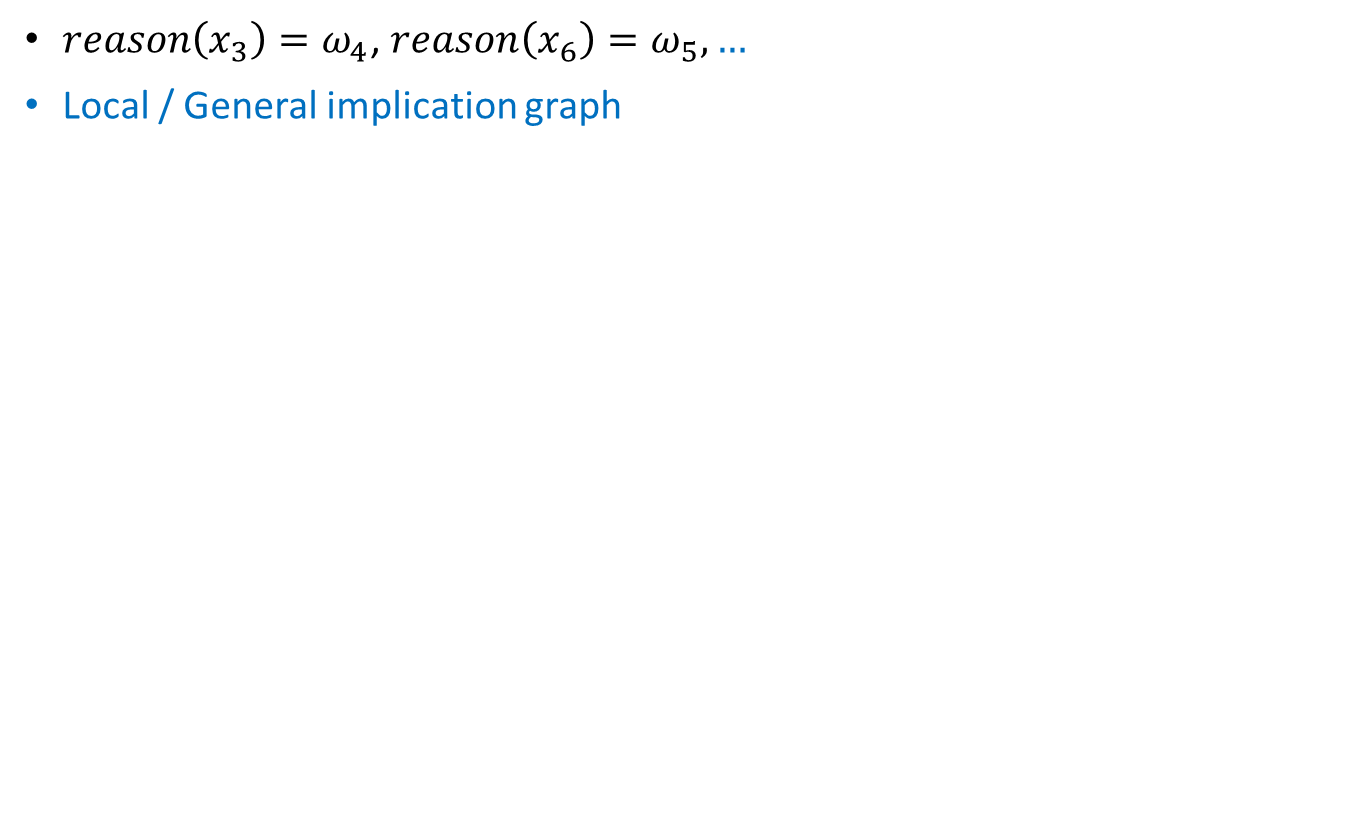 • reason(x₃) = ω₄, reason(x₆) = ω₅, ...
• Local / General implication graph